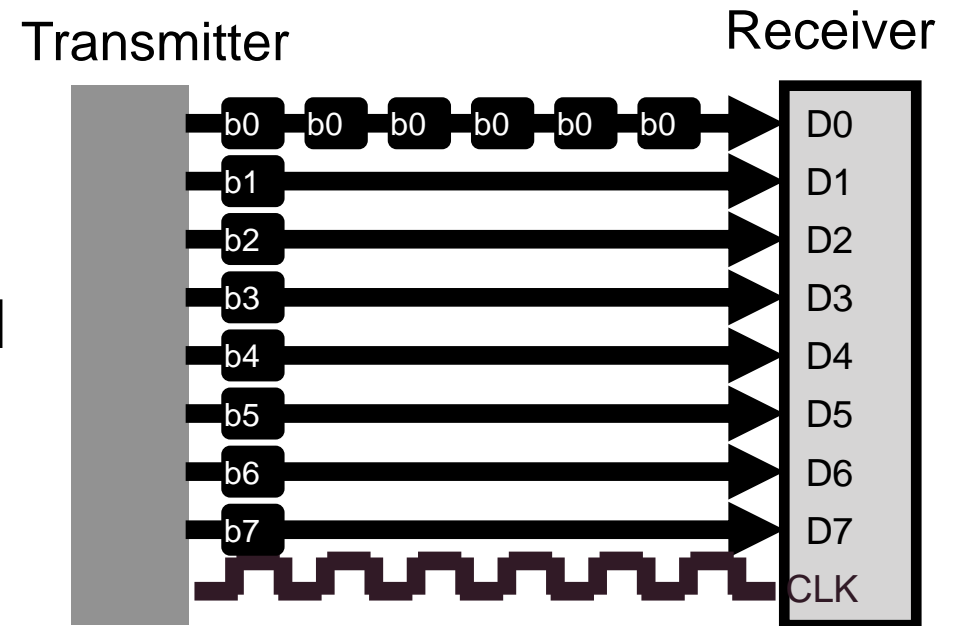 Transmitter
Receiver
b0 b0 b0 b0 b0 b0 D0
b1 D1
b2 D2
b3 D3
b4 D4
b5 D5
b6 D6
b7 D7
CLK